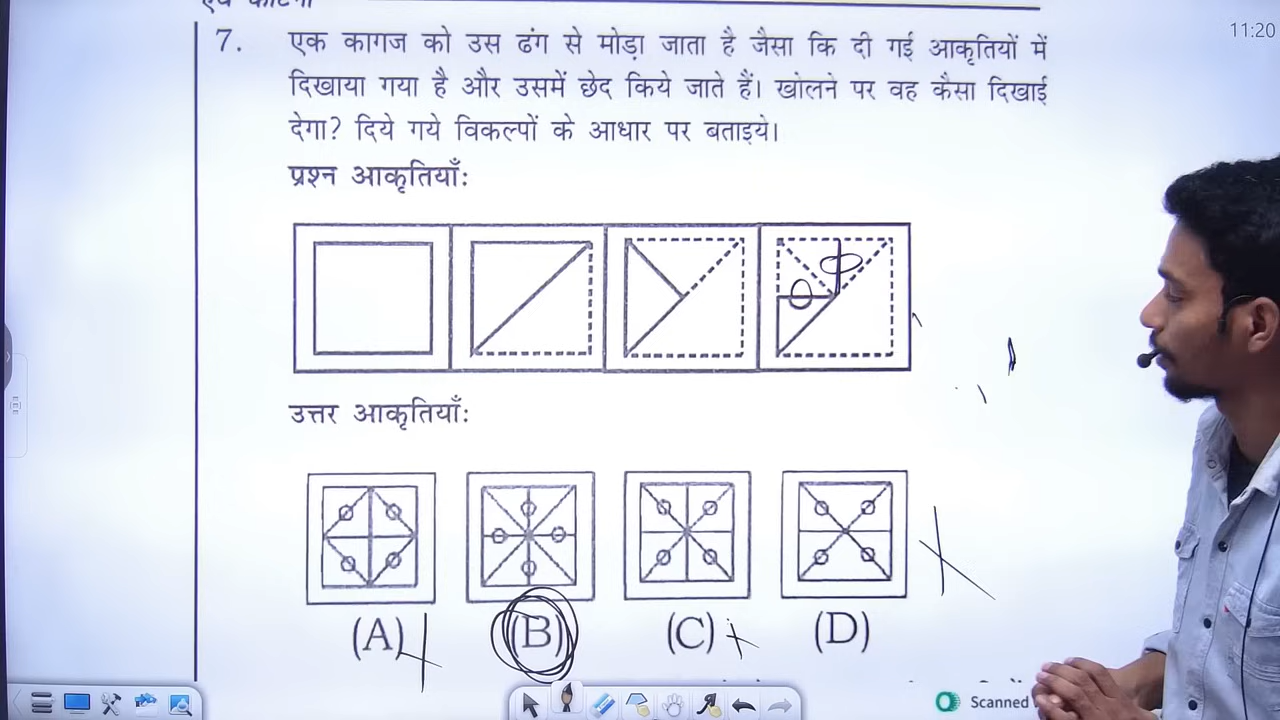 11:20
7. एक कागज को उस ढंग से मोड़ा जाता है जैसा कि दी गई आकृतियों में
दिखाया गया है और उसमें छेद किये जाते हैं। खोलने पर वह कैसा दिखाई
देगा? दिये गये विकल्पों के आधार पर बताइये।
प्रश्न आकृतियाँ:
उत्तर आकृतियाँ:
(A) (B) (C) (D)
Scanned